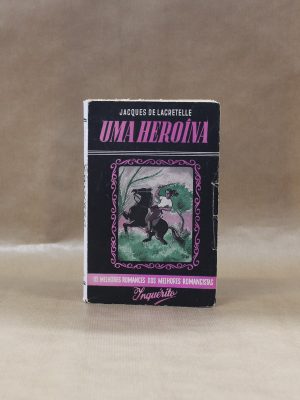 JACQUES DE LACRETELLE
UMA HEROÍNA
OS MELHORES ROMANCES DOS MELHORES ROMANCISTAS
Inquérito